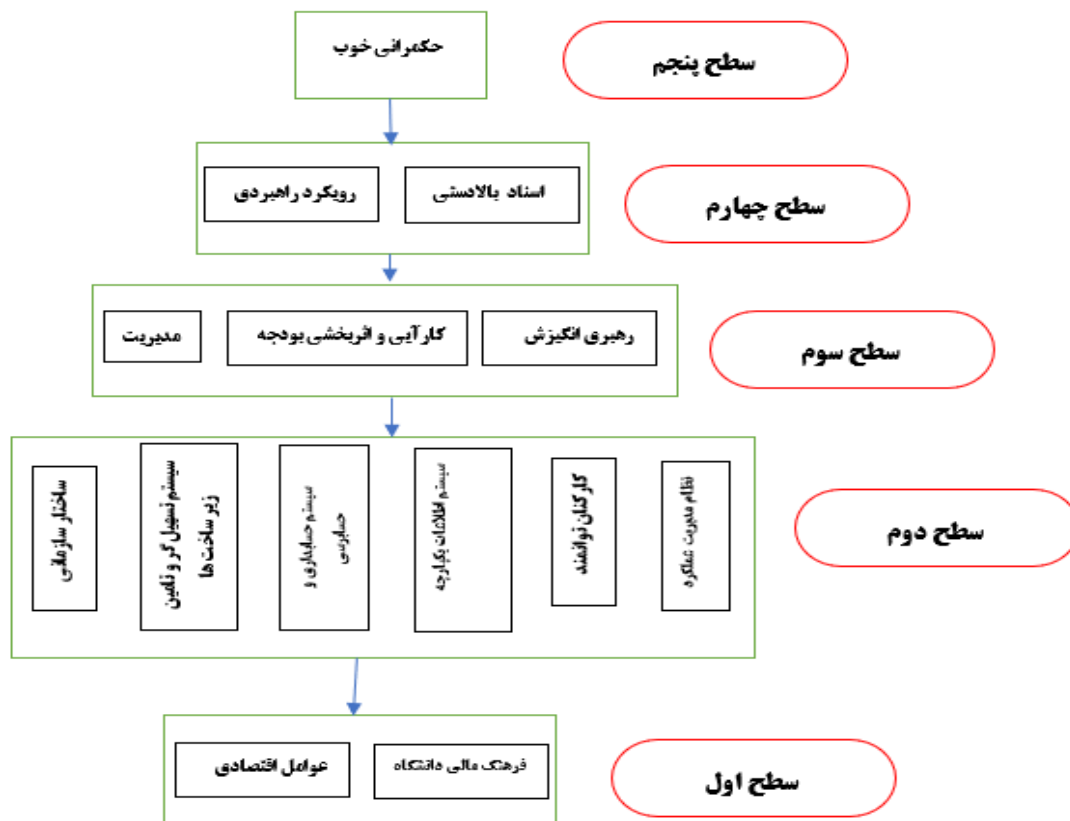 سطح پنجم
حکمرانی خوب
سطح چهارم
اسناد بالادستی
رویکرد راهبردی
سطح سوم
رهبری انگیزش
کارآیی و اثربخشی بودجه
مدیریت
سطح دوم
نظام مدیریت عملکرد
کارکنان توانمند
سیستم اطلاعات یکپارچه
سیستم حسابداری و
حسابرسی
سیستم تسهیل گر و تامین
زیر ساخت ها
ساختار سازمانی
سطح اول
فرهنگ مالی دانشگاه
عوامل اقتصادی